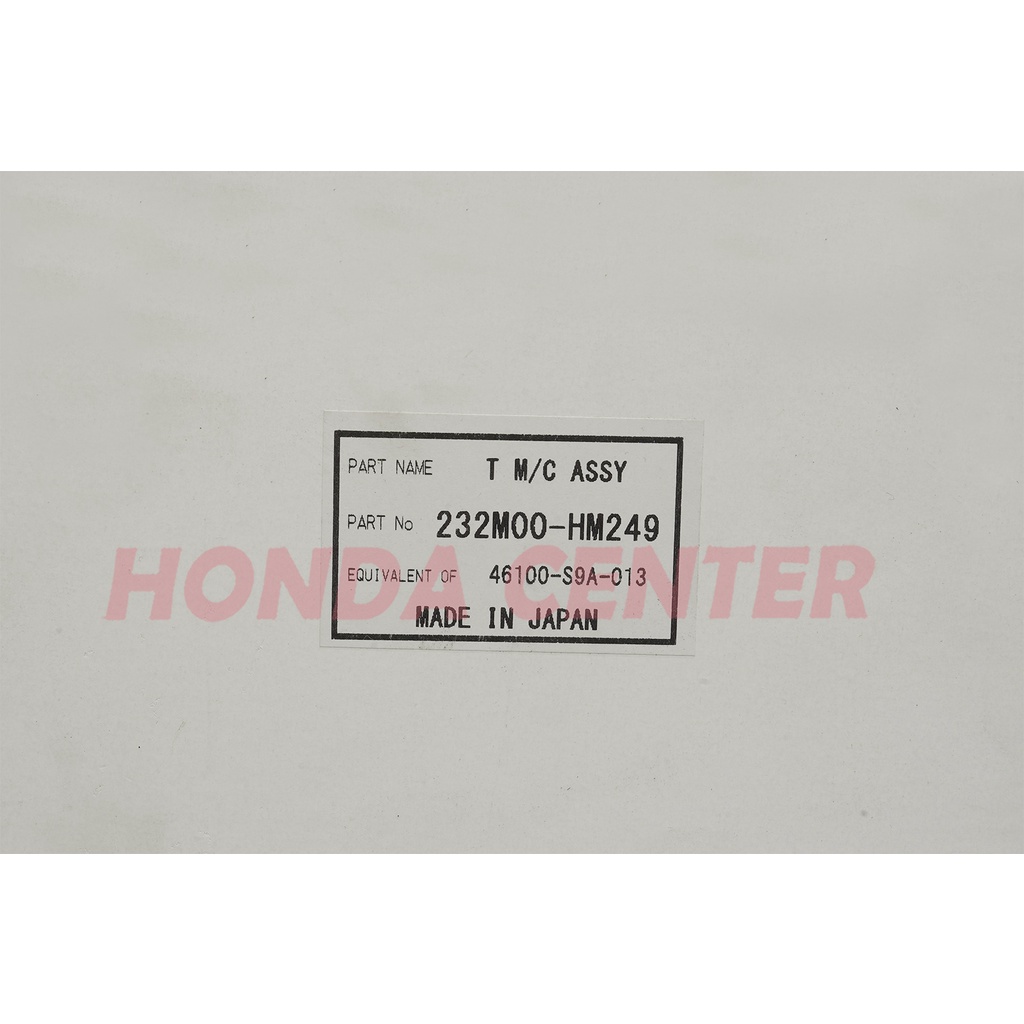 PART NAME T M/C ASSY
PART No 232M00-HM249
HONDA CENTER
EQUIVALENT OF 46100-S9A-013
MADE IN JAPAN